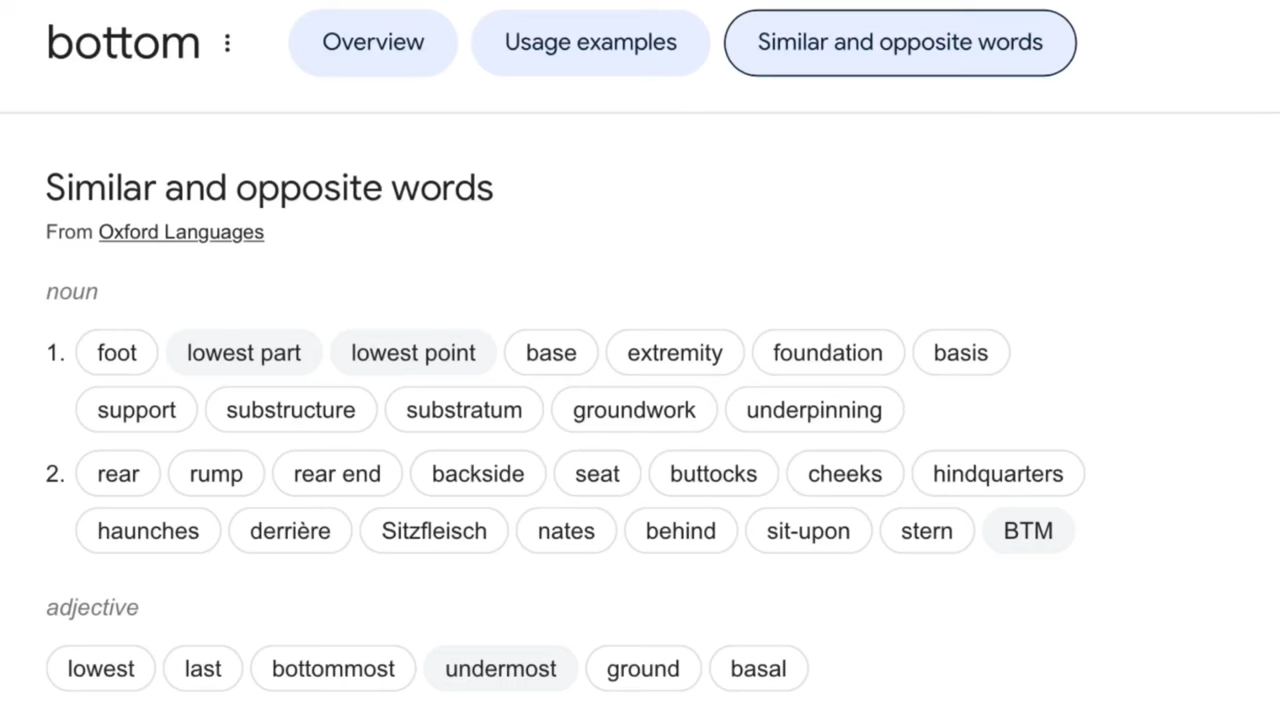 bottom Overview Usage examples Similar and opposite words
Similar and opposite words
From Oxford Languages
noun
1. foot lowest part lowest point base extremity foundation basis
support substructure substratum groundwork underpinning
2. rear rump rear end backside seat buttocks cheeks hindquarters
haunches derrière Sitzfleisch nates behind sit-upon stern BTM
adjective
lowest last bottommost undermost ground basal